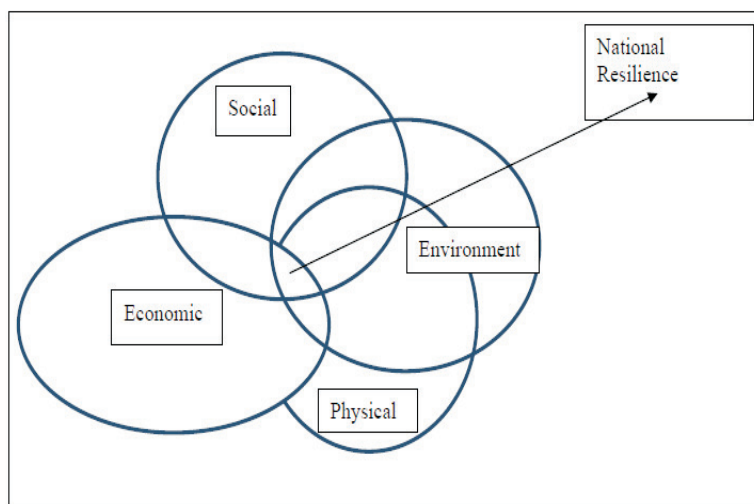 National
Resilience
Social
Environment
Economic
Physical